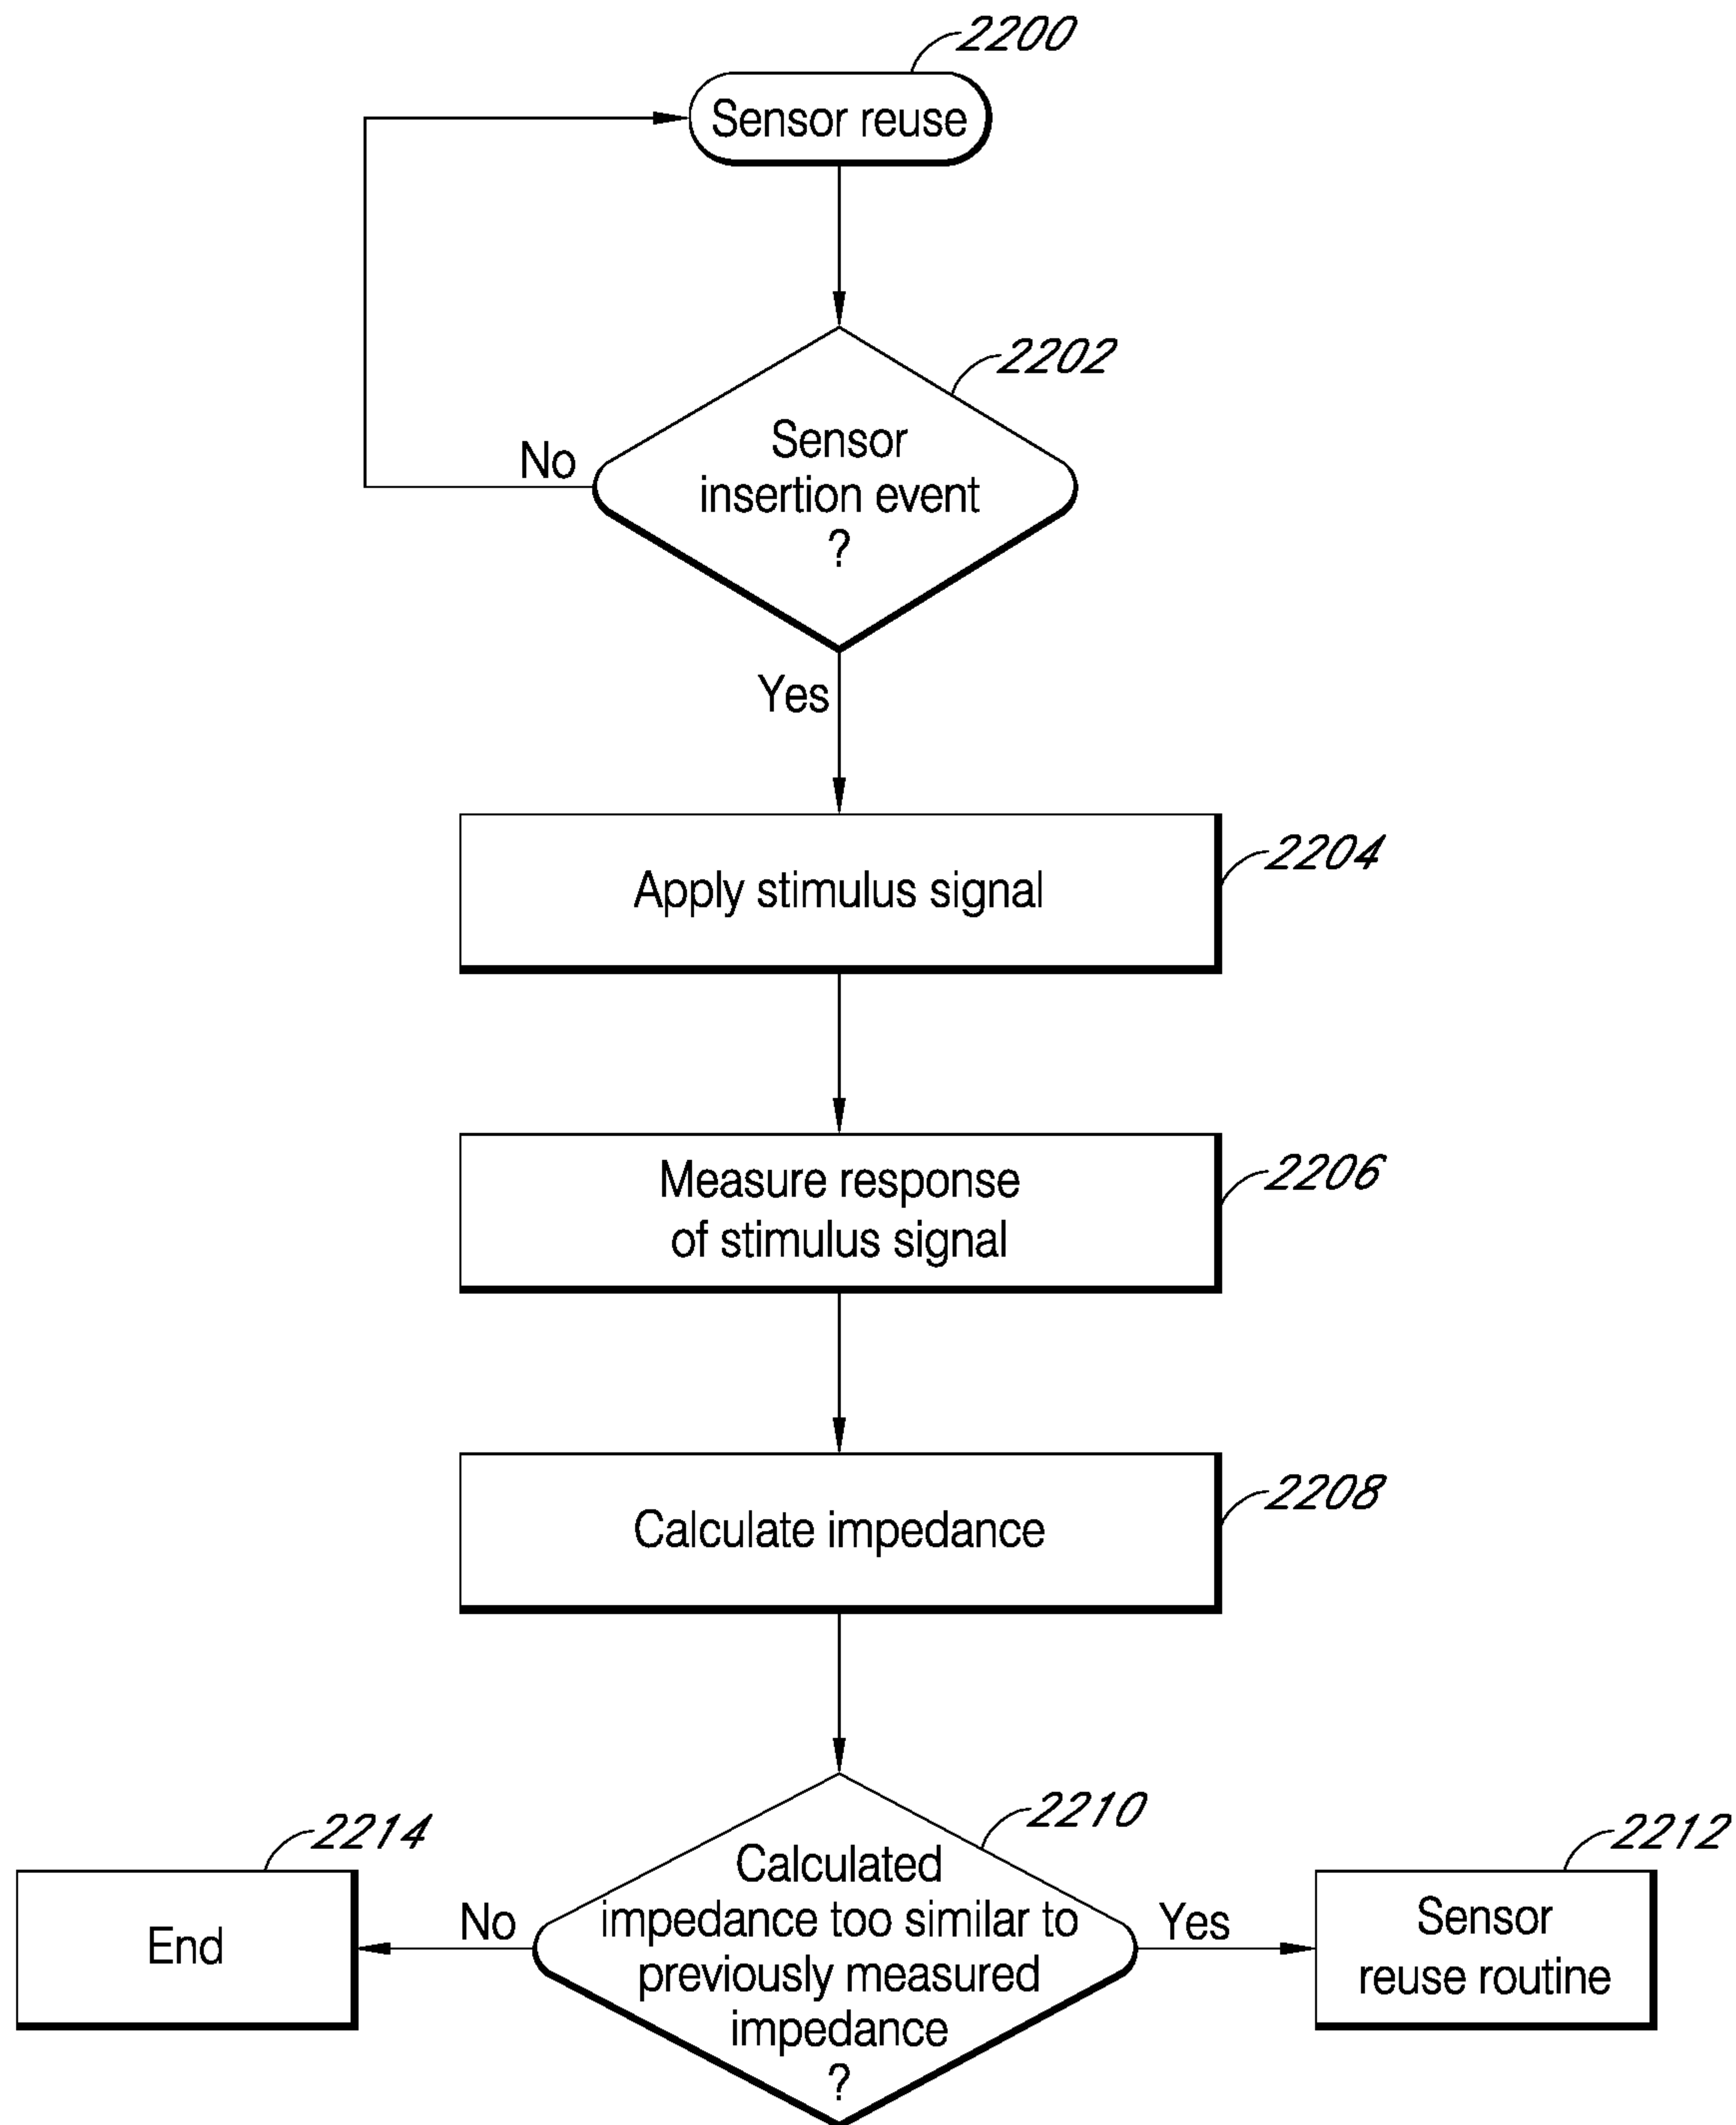 2200
Sensor reuse
2202
Sensor
insertion event
?
No
Yes
2204
Apply stimulus signal
2206
Measure response
of stimulus signal
2208
Calculate impedance
2210
Calculated
impedance too similar to
previously measured
impedance
?
No
Yes
2214
End
2212
Sensor
reuse routine